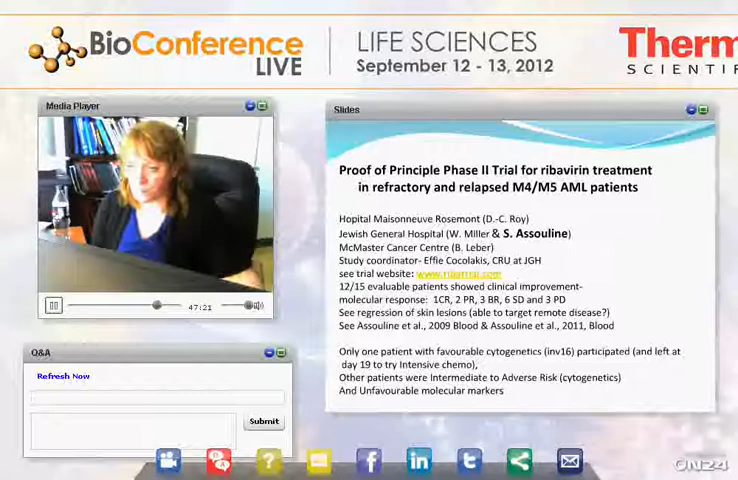 BioConference
LIVE
LIFE SCIENCES
September 12 - 13, 2012
Therm
SCIENTIF
Media Player
47:21
Q&A
Refresh Now
Submit
Slides
Proof of Principle Phase II Trial for ribavirin treatment
in refractory and relapsed M4/M5 AML patients
Hopital Maisonneuve Rosemont (D.-C. Roy)
Jewish General Hospital (W. Miller & S. Assouline)
McMaster Cancer Centre (B. Leber)
Study coordinator- Effie Cocolakis, CRU at JGH
see trial website: www.ribatrial.com
12/15 evaluable patients showed clinical improvement-
molecular response: 1CR, 2 PR, 3 BR, 6 SD and 3 PD
See regression of skin lesions (able to target remote disease?)
See Assouline et al., 2009 Blood & Assouline et al., 2011, Blood
Only one patient with favourable cytogenetics (inv16) participated (and left at
day 19 to try Intensive chemo),
Other patients were Intermediate to Adverse Risk (cytogenetics)
And Unfavourable molecular markers
Q
A
?
f
in
t
ON24